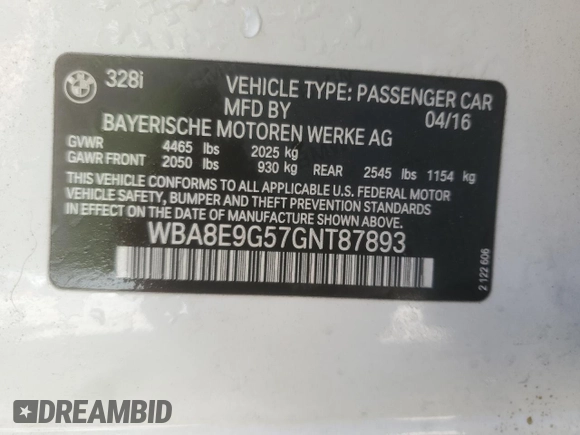 BMW 328i VEHICLE TYPE: PASSENGER CAR
MFD BY 04/16
BAYERISCHE MOTOREN WERKE AG
GVWR 4465 lbs 2025 kg
GAWR FRONT 2050 lbs 930 kg REAR 2545 lbs 1154 kg
THIS VEHICLE CONFORMS TO ALL APPLICABLE U.S. FEDERAL MOTOR
VEHICLE SAFETY, BUMPER AND THEFT PREVENTION STANDARDS
IN EFFECT ON THE DATE OF MANUFACTURE SHOWN ABOVE.
WBA8E9G57GNT87893
2 122 606
DREAMBID